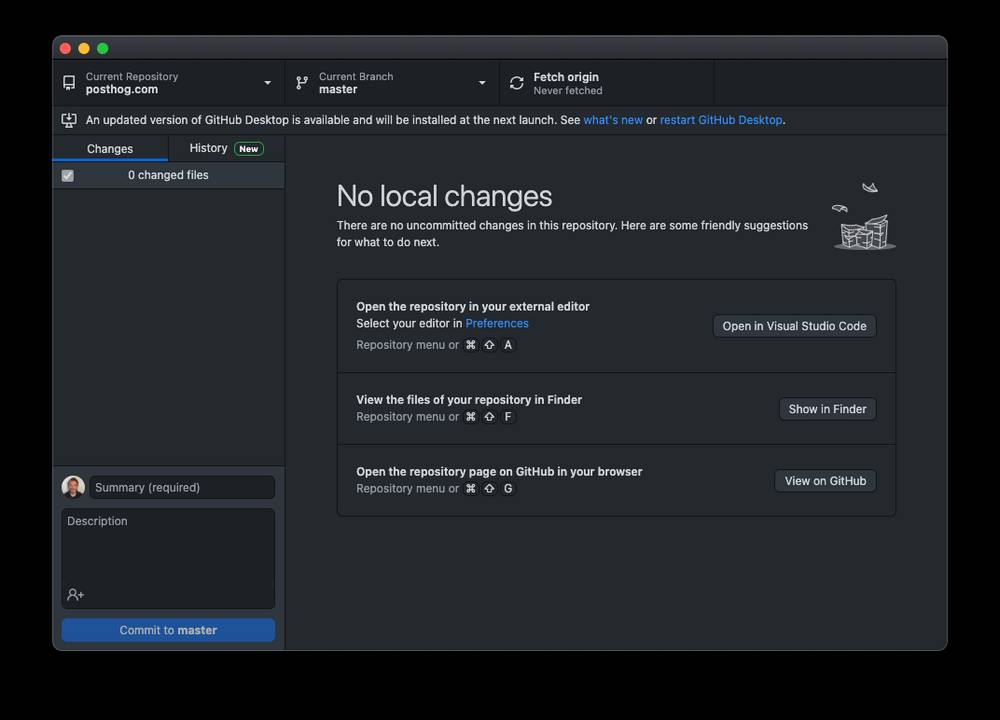 Current Repository
posthog.com
Current Branch
master
Fetch origin
Never fetched
An updated version of GitHub Desktop is available and will be installed at the next launch. See what's new or restart GitHub Desktop.
Changes
History New
0 changed files
No local changes
There are no uncommitted changes in this repository. Here are some friendly suggestions
for what to do next.
Open the repository in your external editor
Select your editor in Preferences
Repository menu or ⌘ ⇧ A
Open in Visual Studio Code
View the files of your repository in Finder
Repository menu or ⌘ ⇧ F
Show in Finder
Open the repository page on GitHub in your browser
Repository menu or ⌘ ⇧ G
View on GitHub
Summary (required)
Description
Commit to master